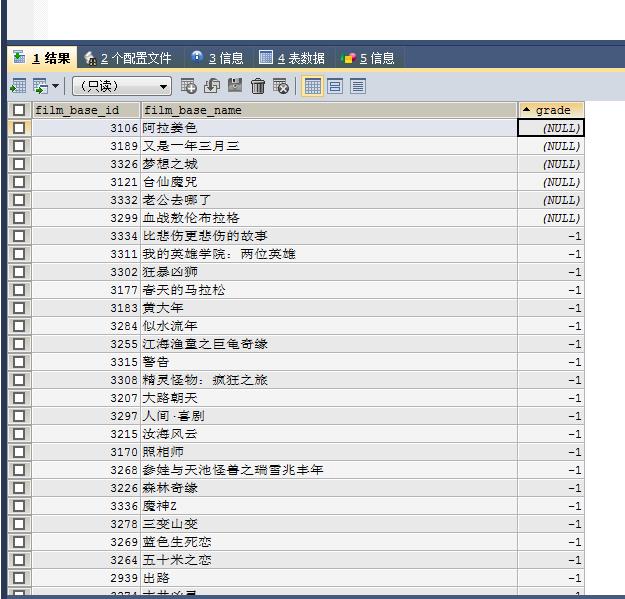 1 结果 2 个配置文件 3 信息 4 表数据 5 信息
（只读）
film_base_id film_base_name grade
3106 阿拉姜色 (NULL)
3189 又是一年三月三 (NULL)
3326 梦想之城 (NULL)
3121 台仙魔咒 (NULL)
3332 老公去哪了 (NULL)
3299 血战敖伦布拉格 (NULL)
3334 比悲伤更悲伤的故事 -1
3311 我的英雄学院：两位英雄 -1
3302 狂暴凶狮 -1
3177 春天的马拉松 -1
3183 黄大年 -1
3284 似水流年 -1
3255 江海渔童之巨龟奇缘 -1
3315 警告 -1
3308 精灵怪物：疯狂之旅 -1
3207 大路朝天 -1
3297 人间·喜剧 -1
3215 汝海风云 -1
3170 照相师 -1
3268 参娃与天池怪兽之瑞雪兆丰年 -1
3226 森林奇缘 -1
3336 魔神Z -1
3278 三变山变 -1
3269 蓝色生死恋 -1
3264 五十米之恋 -1
2939 出路 -1